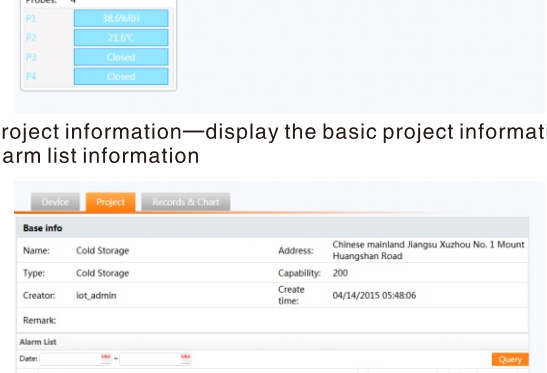 Probes: 4
P1 38.6%RH
P2 21.6℃
P3 Closed
P4 Closed
roject information—display the basic project informati
arm list information
Device Project Records & Chart
Base info
Name: Cold Storage Address: Chinese mainland Jiangsu Xuzhou No. 1 Mount
Huangshan Road
Type: Cold Storage Capability: 200
Creator: iot_admin Create
time: 04/14/2015 05:48:06
Remark:
Alarm List
Date: ~ Query